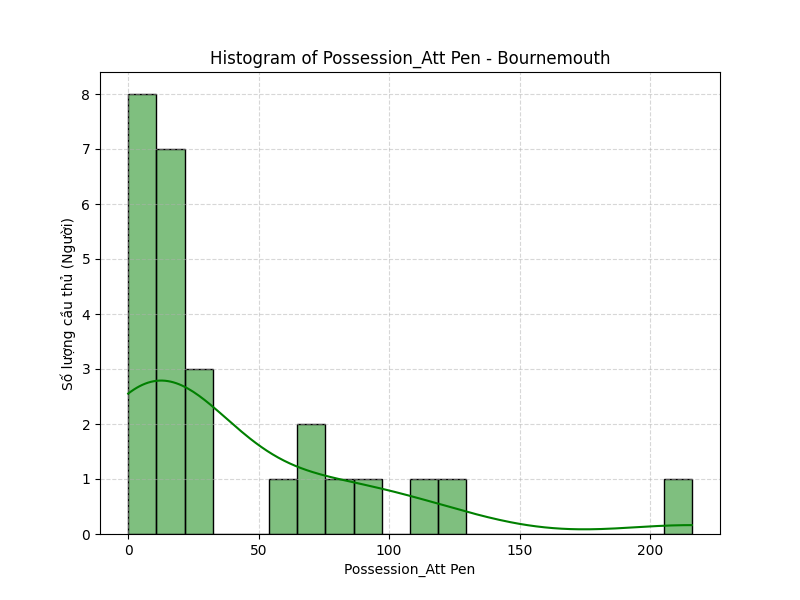 Histogram of Possession_Att Pen - Bournemouth
8
7
6
5
4
3
2
1
0
Số lượng cầu thủ (Người)
0 50 100 150 200
Possession_Att Pen